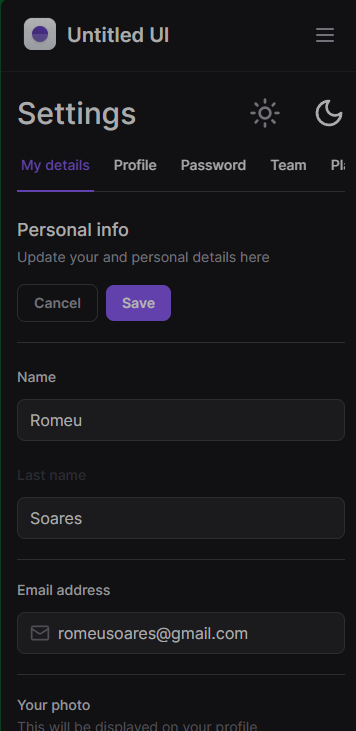 Untitled UI
Settings
My details Profile Password Team
Personal info
Update your and personal details here
Cancel Save
Name
Romeu
Last name
Soares
Email address
romeusoares@gmail.com
Your photo
This will be displayed on your profile